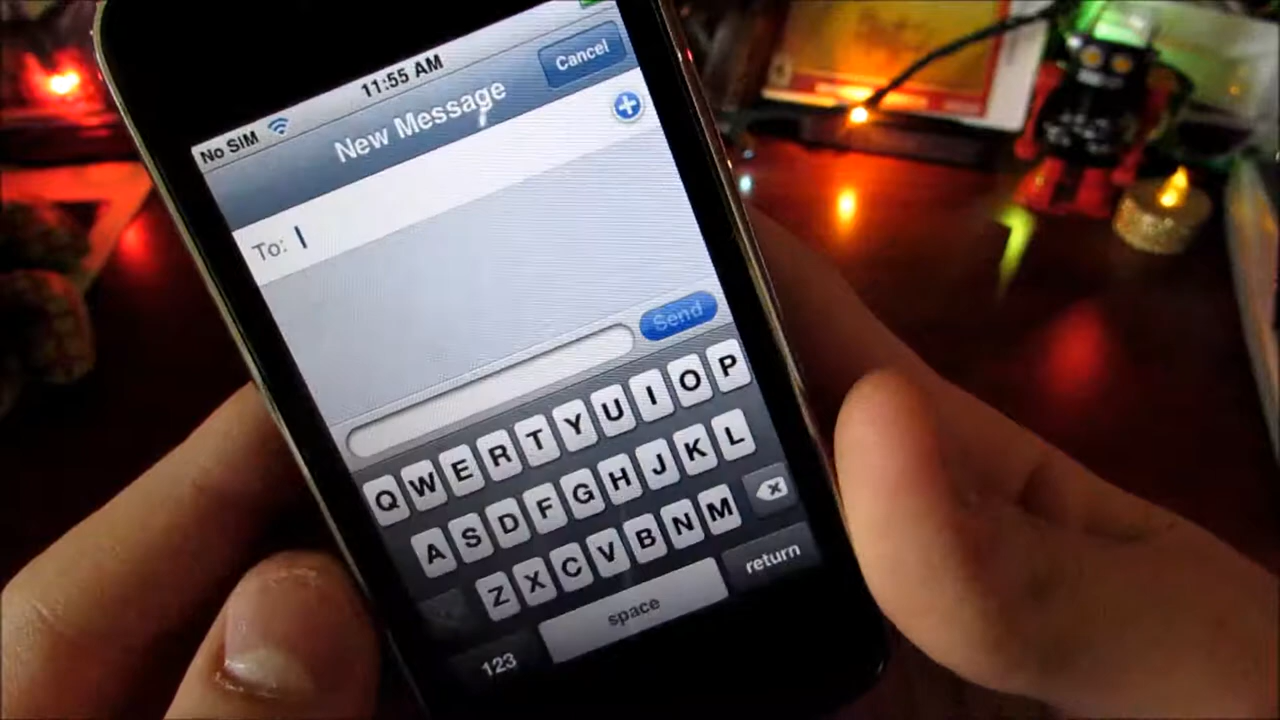 No SIM 11:55 AM
New Message
Cancel
To:
Send
Q W E R T Y U I O P
A S D F G H J K L
Z X C V B N M
123 space return